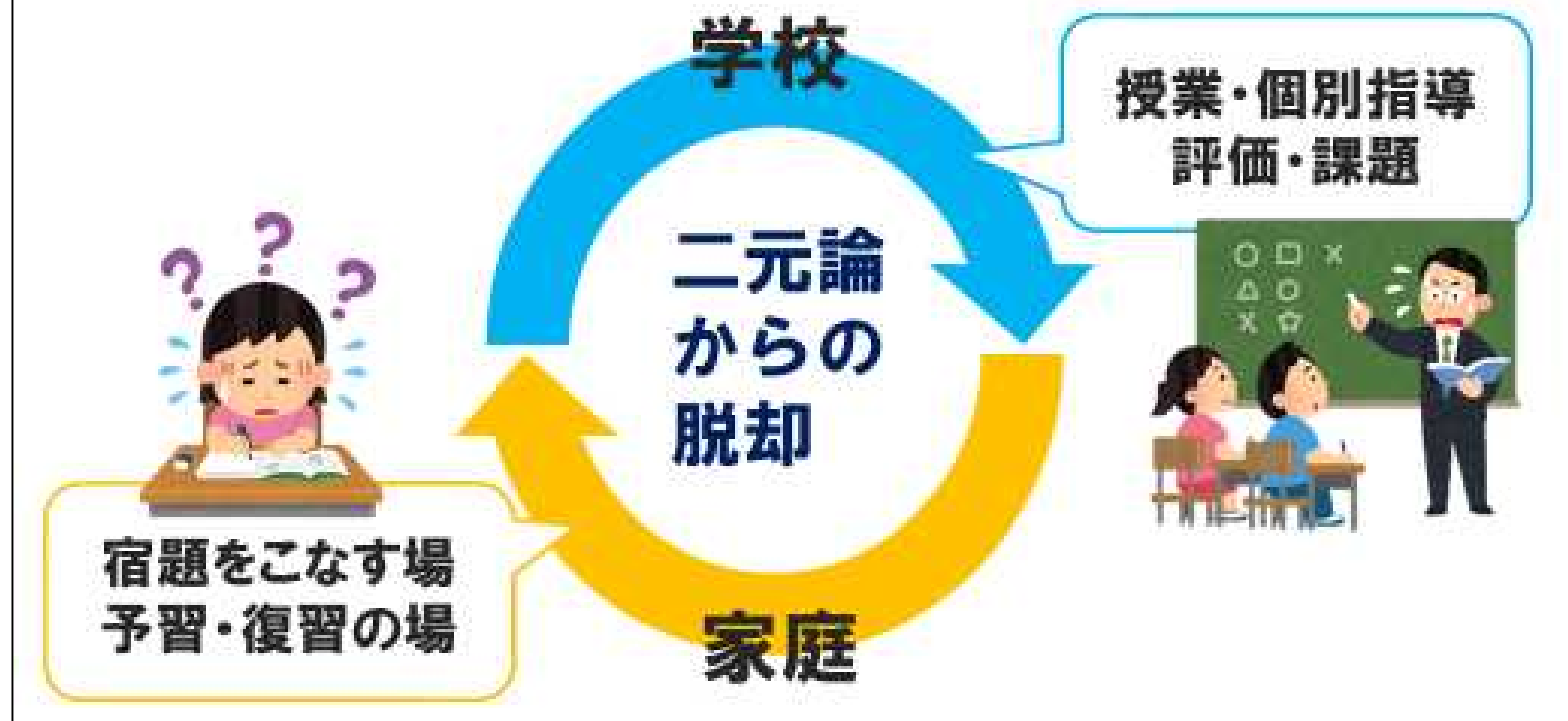 学校
授業・個別指導
評価・課題
二元論
からの
脱却
宿題をこなす場
予習・復習の場
家庭